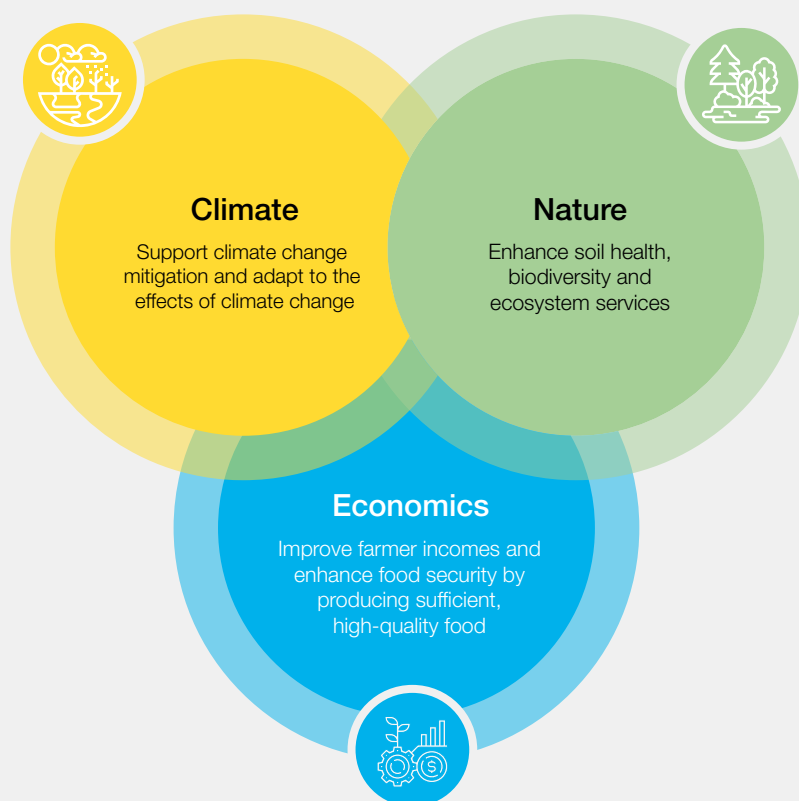 Climate
Support climate change
mitigation and adapt to the
effects of climate change
Nature
Enhance soil health,
biodiversity and
ecosystem services
Economics
Improve farmer incomes and
enhance food security by
producing sufficient,
high-quality food
$